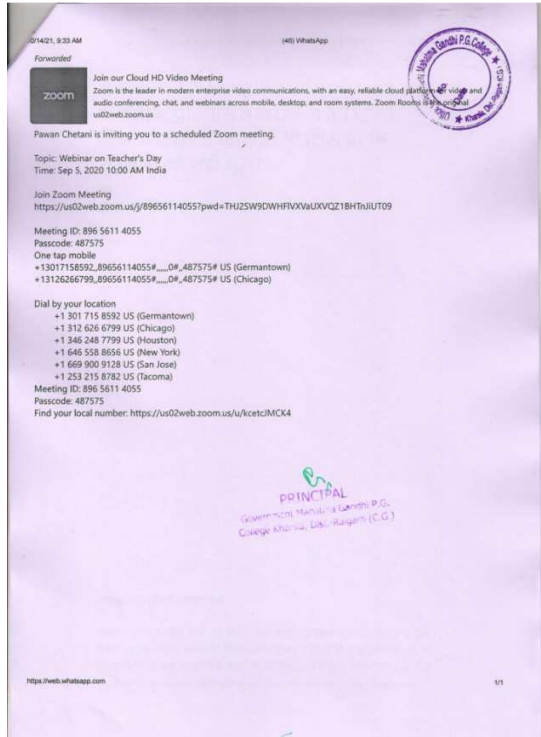 0/14/21, 9:33 AM
(46) WhatsApp
Forwarded
zoom
Join our Cloud HD Video Meeting
Zoom is the leader in modern enterprise video communications, with an easy, reliable cloud platform for video and
audio conferencing, chat, and webinars across mobile, desktop, and room systems. Zoom Rooms is the original
us02web.zoom.us
Gandhi P.G. College
Pawan Chetani is inviting you to a scheduled Zoom meeting.
Topic: Webinar on Teacher's Day
Time: Sep 5, 2020 10:00 AM India
Join Zoom Meeting
https://us02web.zoom.us/j/89656114055?pwd=THJ2SW9DWHFlVXVaUXVQZ1BHTnJiUT09
Meeting ID: 896 5611 4055
Passcode: 487575
One tap mobile
+13017158592,,89656114055#,,,,,,0#,,487575# US (Germantown)
+13126266799,,89656114055#,,,,,,0#,,487575# US (Chicago)
Dial by your location
+1 301 715 8592 US (Germantown)
+1 312 626 6799 US (Chicago)
+1 346 248 7799 US (Houston)
+1 646 558 8656 US (New York)
+1 669 900 9128 US (San Jose)
+1 253 215 8782 US (Tacoma)
Meeting ID: 896 5611 4055
Passcode: 487575
Find your local number: https://us02web.zoom.us/u/kcetcJMCK4
PRINCIPAL
Government Mahatma Gandhi P.G.
College Kharsia, Dist.-Raigarh (C.G.)
https://web.whatsapp.com
1/1